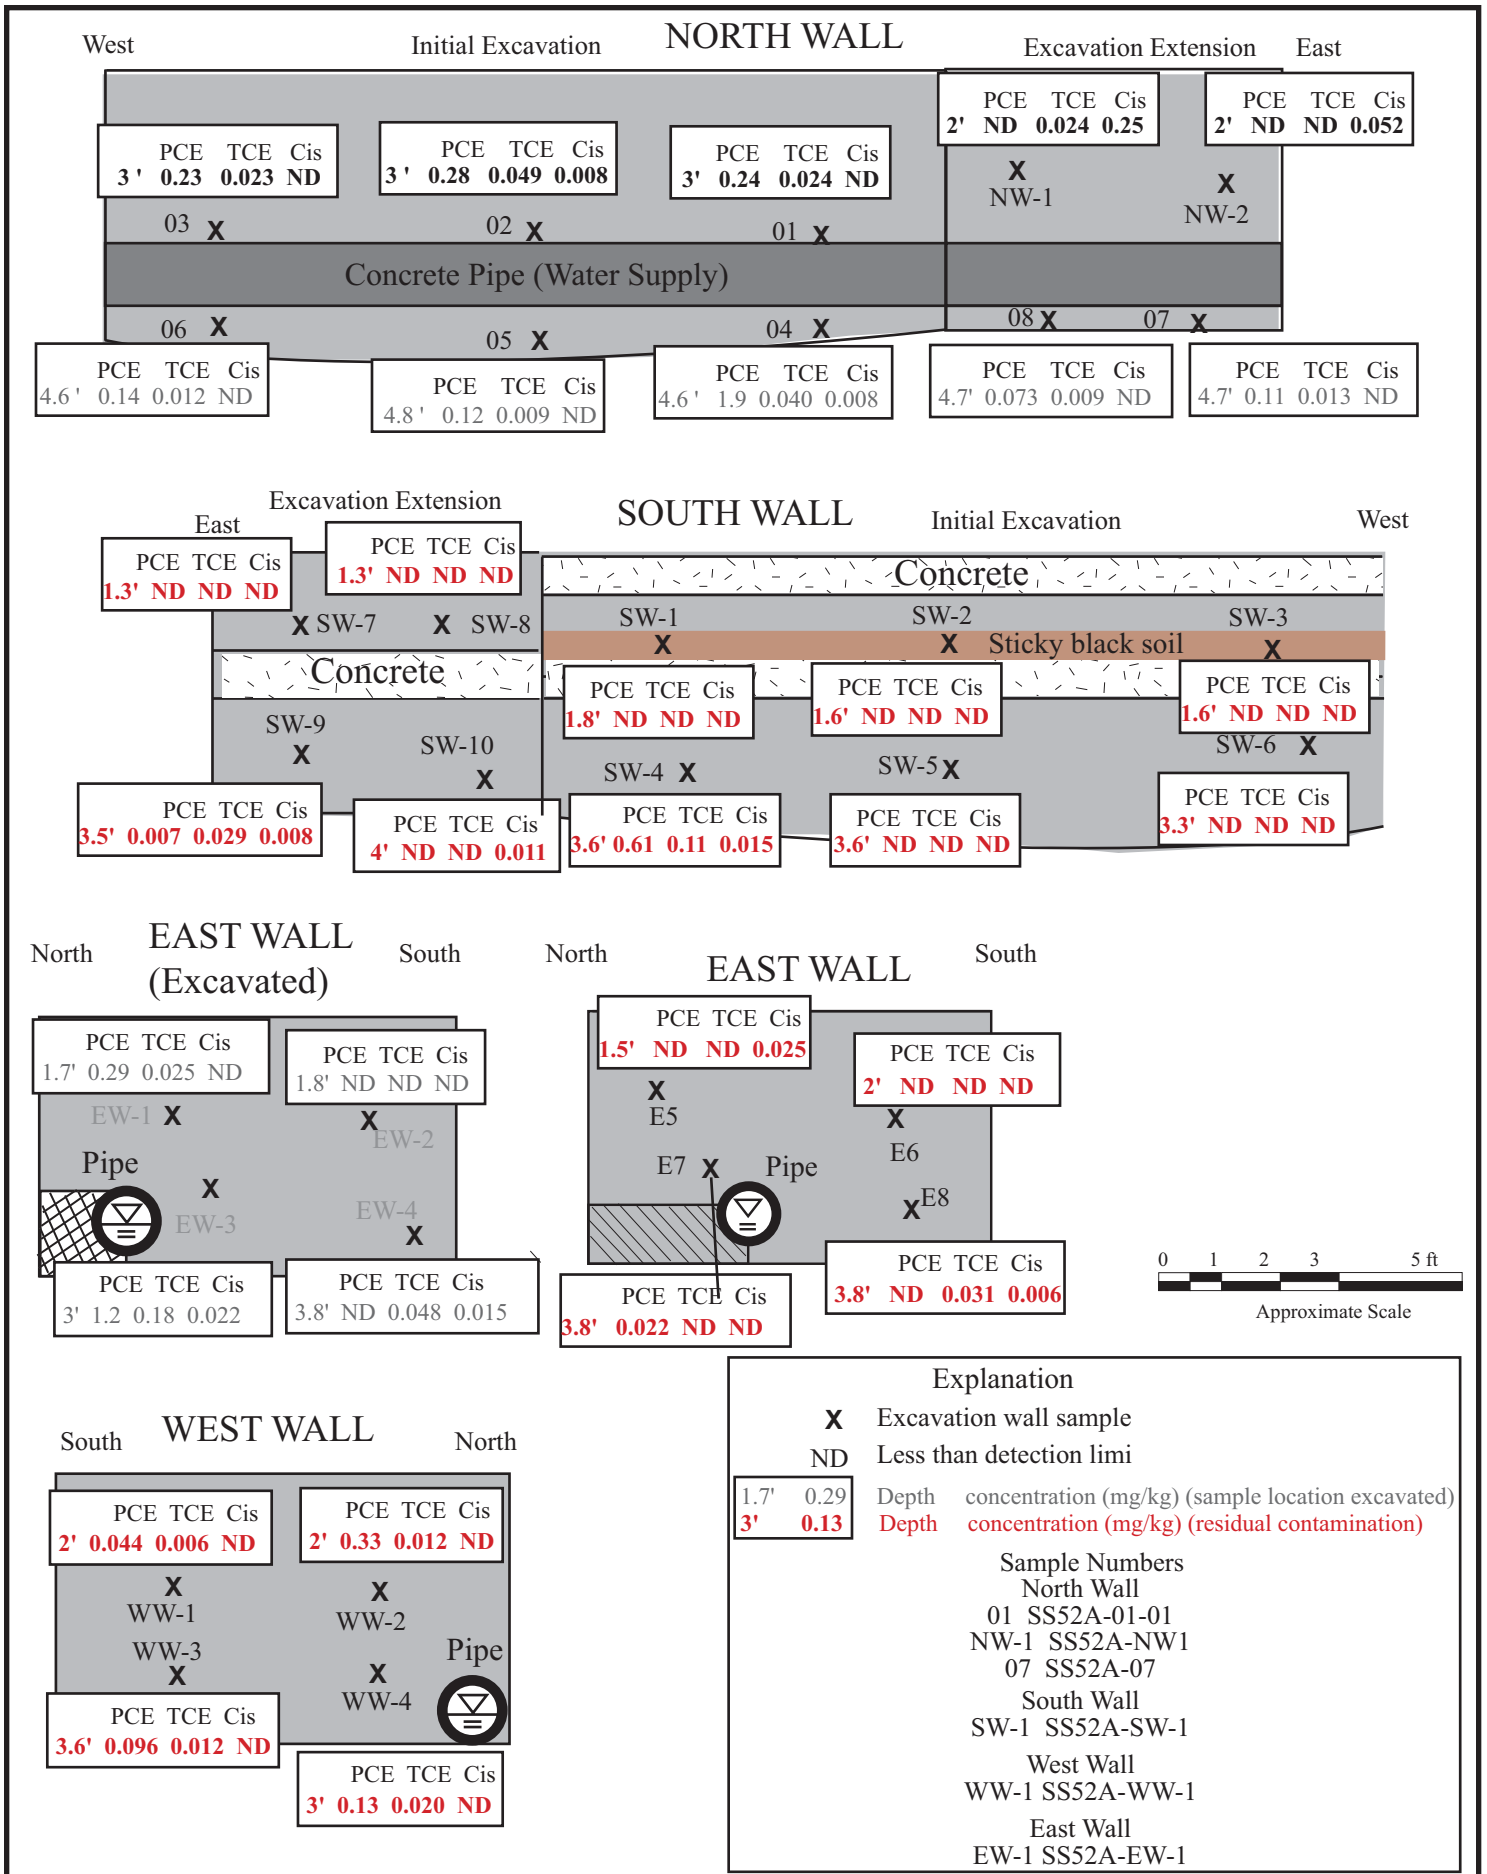 NORTH WALL
West Initial Excavation Excavation Extension East
PCE TCE Cis
3 ' 0.23 0.023 ND
PCE TCE Cis
3 ' 0.28 0.049 0.008
PCE TCE Cis
3' 0.24 0.024 ND
PCE TCE Cis
2' ND 0.024 0.25
PCE TCE Cis
2' ND ND 0.052
03 X
02 X
01 X
X
NW-1
X
NW-2
Concrete Pipe (Water Supply)
06 X
05 X
04 X
08 X
07 X
PCE TCE Cis
4.6 ' 0.14 0.012 ND
PCE TCE Cis
4.8 ' 0.12 0.009 ND
PCE TCE Cis
4.6 ' 1.9 0.040 0.008
PCE TCE Cis
4.7' 0.073 0.009 ND
PCE TCE Cis
4.7' 0.11 0.013 ND
SOUTH WALL
East Excavation Extension Initial Excavation West
PCE TCE Cis
1.3' ND ND ND
PCE TCE Cis
1.3' ND ND ND
Concrete
X SW-7
X SW-8
SW-1
X
SW-2
X
SW-3
X
Sticky black soil
Concrete
PCE TCE Cis
1.8' ND ND ND
PCE TCE Cis
1.6' ND ND ND
PCE TCE Cis
1.6' ND ND ND
SW-9
X
SW-10
X
SW-4 X
SW-5 X
SW-6 X
PCE TCE Cis
3.5' 0.007 0.029 0.008
PCE TCE Cis
4' ND ND 0.011
PCE TCE Cis
3.6' 0.61 0.11 0.015
PCE TCE Cis
3.6' ND ND ND
PCE TCE Cis
3.3' ND ND ND
EAST WALL
(Excavated)
North South
PCE TCE Cis
1.7' 0.29 0.025 ND
PCE TCE Cis
1.8' ND ND ND
EW-1 X
X
EW-2
Pipe
X
EW-3
EW-4
X
PCE TCE Cis
3' 1.2 0.18 0.022
PCE TCE Cis
3.8' ND 0.048 0.015
EAST WALL
North South
PCE TCE Cis
1.5' ND ND 0.025
PCE TCE Cis
2' ND ND ND
X
E5
X
E6
E7 X Pipe
X E8
PCE TCE Cis
3.8' 0.022 ND ND
PCE TCE Cis
3.8' ND 0.031 0.006
0 1 2 3 5 ft
Approximate Scale
WEST WALL
South North
PCE TCE Cis
2' 0.044 0.006 ND
PCE TCE Cis
2' 0.33 0.012 ND
X
WW-1
X
WW-2
WW-3
X
X
WW-4
Pipe
PCE TCE Cis
3.6' 0.096 0.012 ND
PCE TCE Cis
3' 0.13 0.020 ND
Explanation
X Excavation wall sample
ND Less than detection limi
1.7' 0.29 Depth concentration (mg/kg) (sample location excavated)
3' 0.13 Depth concentration (mg/kg) (residual contamination)
Sample Numbers
North Wall
01 SS52A-01-01
NW-1 SS52A-NW1
07 SS52A-07
South Wall
SW-1 SS52A-SW-1
West Wall
WW-1 SS52A-WW-1
East Wall
EW-1 SS52A-EW-1